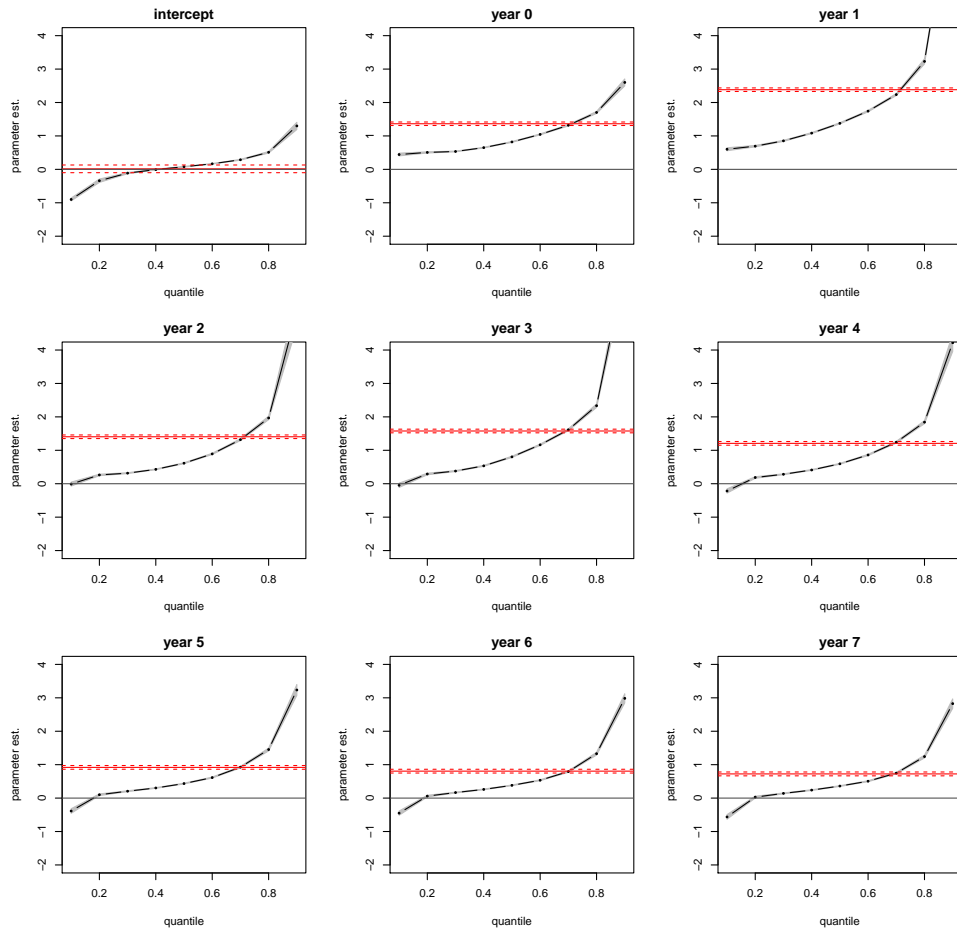 intercept year 0 year 1
parameter est. parameter est. parameter est.
4 4 4
3 3 3
2 2 2
1 1 1
0 0 0
−1 −1 −1
−2 −2 −2
0.2 0.4 0.6 0.8 0.2 0.4 0.6 0.8 0.2 0.4 0.6 0.8
quantile quantile quantile
year 2 year 3 year 4
parameter est. parameter est. parameter est.
4 4 4
3 3 3
2 2 2
1 1 1
0 0 0
−1 −1 −1
−2 −2 −2
0.2 0.4 0.6 0.8 0.2 0.4 0.6 0.8 0.2 0.4 0.6 0.8
quantile quantile quantile
year 5 year 6 year 7
parameter est. parameter est. parameter est.
4 4 4
3 3 3
2 2 2
1 1 1
0 0 0
−1 −1 −1
−2 −2 −2
0.2 0.4 0.6 0.8 0.2 0.4 0.6 0.8 0.2 0.4 0.6 0.8
quantile quantile quantile